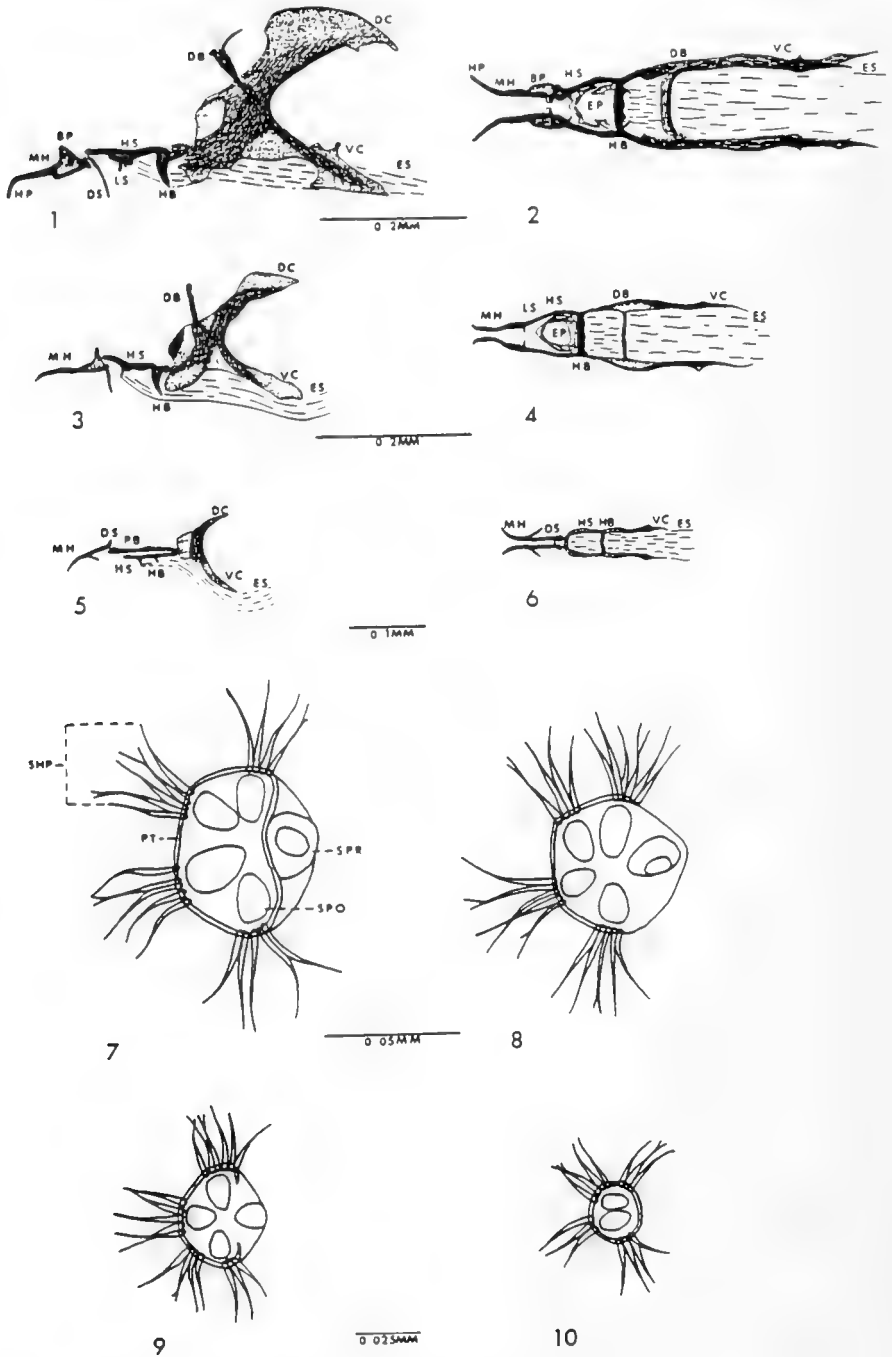 DC
DB
HS
BP
VC
MH
ES
HP
DS
LS
HB
0 2MM
1
HP
MH
BP
HS
DB
VC
ES
EP
HB
2
DC
DB
MH
HS
VC
HB
ES
3
0 2MM
MH
LS
HS
DB
VC
ES
EP
HB
4
DC
DS
PB
MH
HS
HB
VC
ES
5
0 1MM
MH
DS
HS
HB
VC
ES
6
SHP
PT
SPR
SPO
7
0 05MM
8
9
0 025MM
10